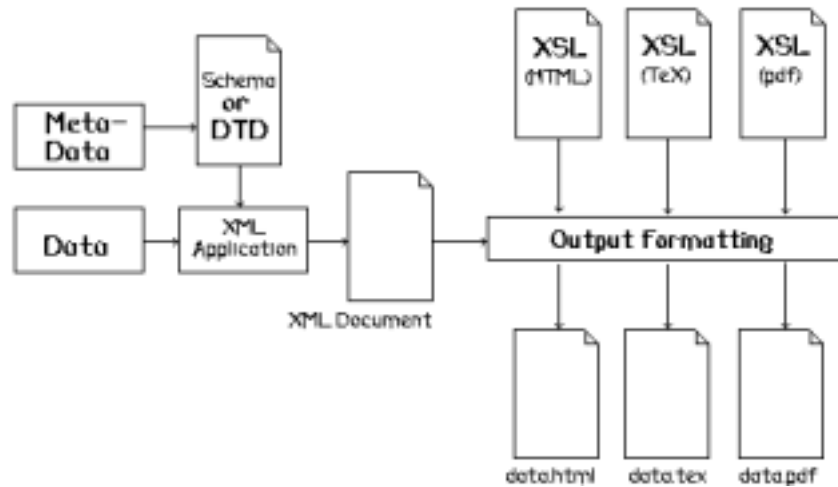 XSL
(HTML)
XSL
(TeX)
XSL
(pdf)
Schema
or
DTD
Meta-
Data
Data
XML
Application
Output Formatting
XML Document
data.html
data.tex
data.pdf